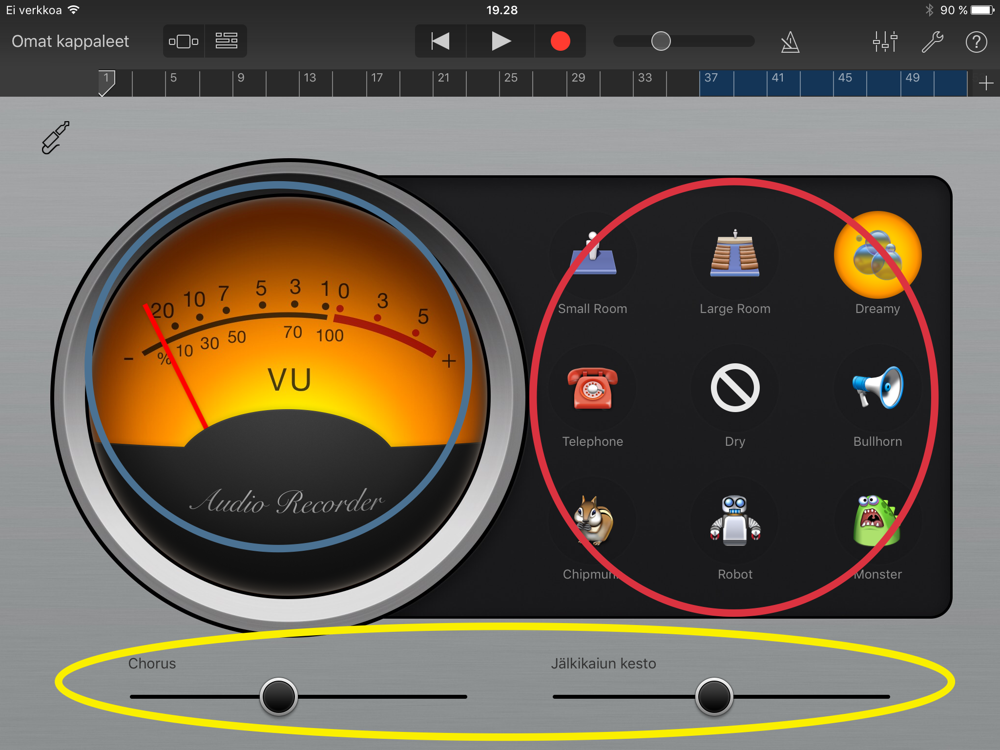 Ei verkkoa 19.28 90 %
Omat kappaleet ?
1 5 9 13 17 21 25 29 33 37 41 45 49 +
20 10 7 5 3 1 0 3 5
- % 10 30 50 70 100 +
VU
Audio Recorder
Small Room Large Room Dreamy
Telephone Dry Bullhorn
Chipmunk Robot Monster
Chorus Jälkikaiun kesto